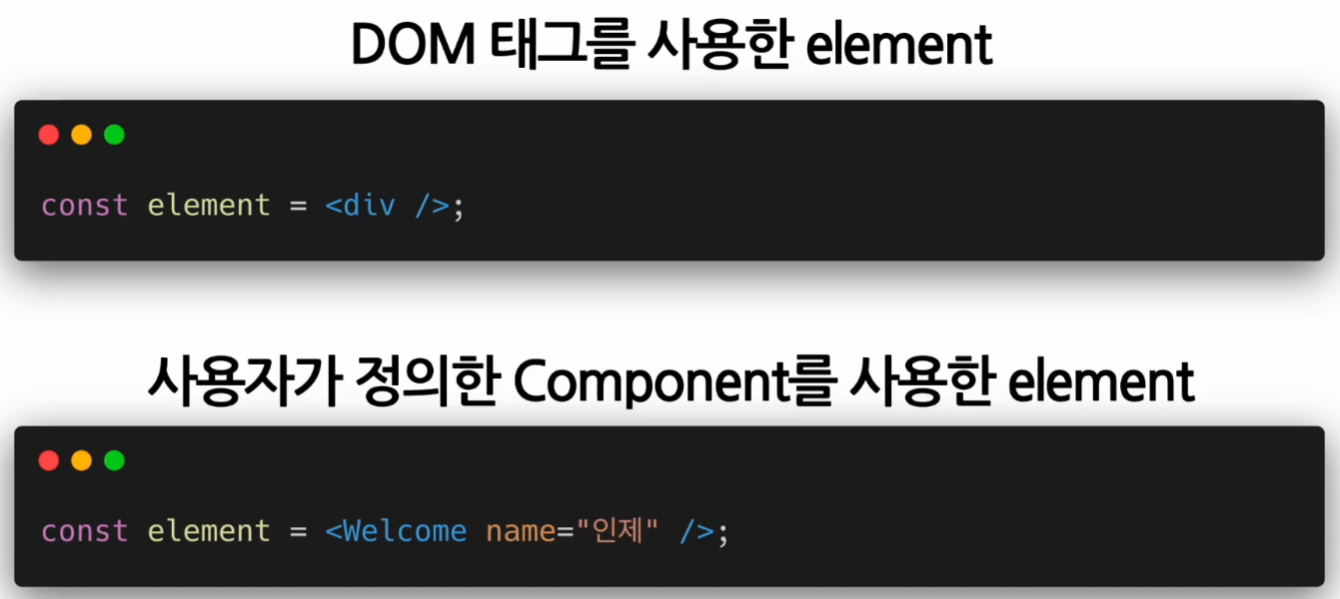 DOM 태그를 사용한 element
const element = <div />;
사용자가 정의한 Component를 사용한 element
const element = <Welcome name="인제" />;